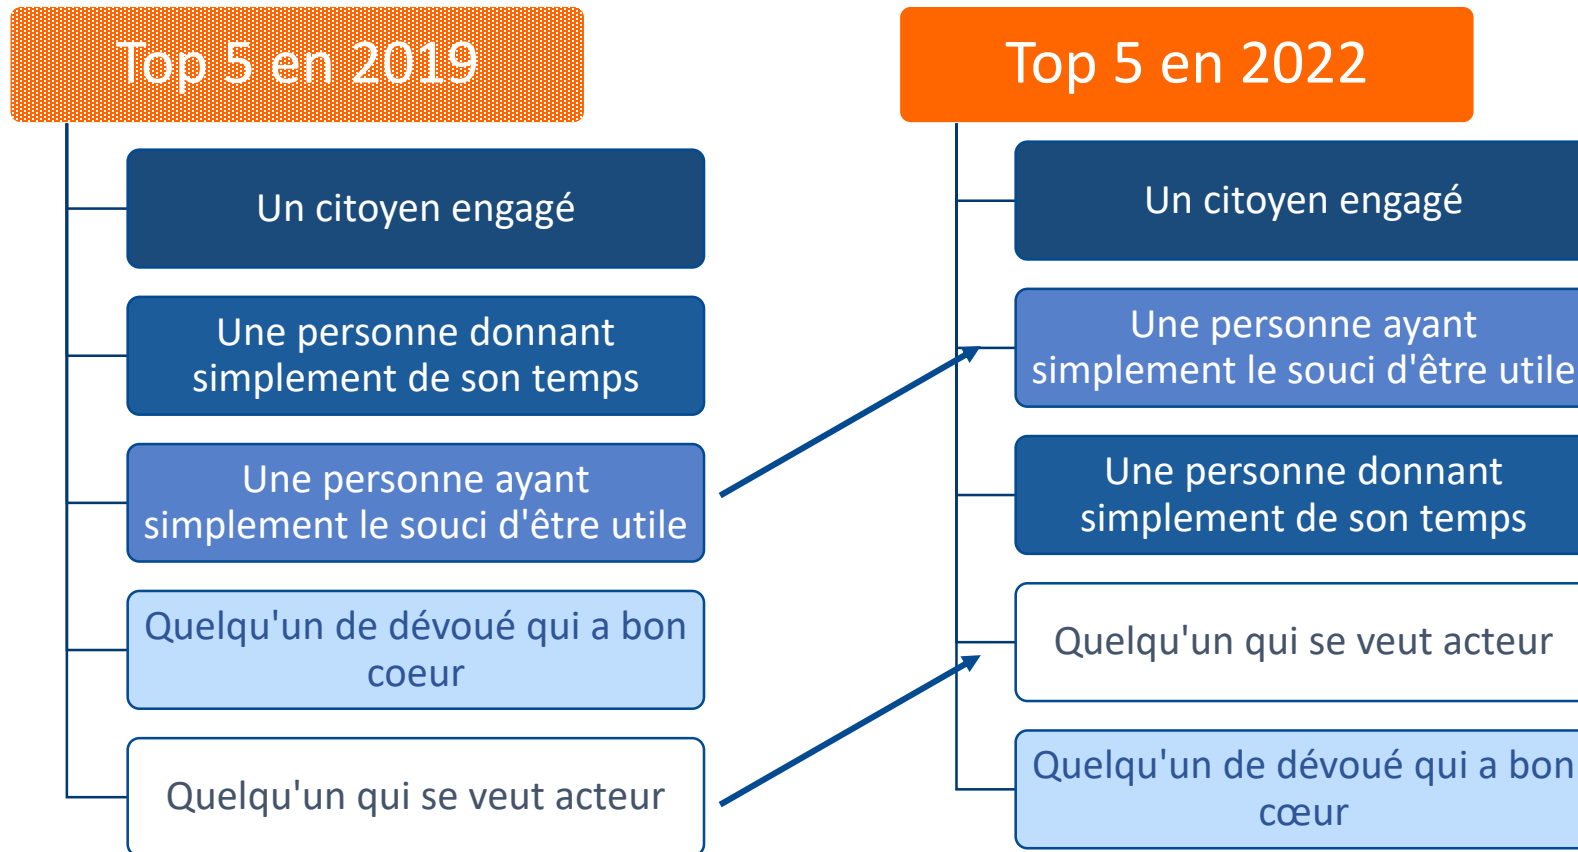 Top 5 en 2019
Un citoyen engagé
Une personne donnant
simplement de son temps
Une personne ayant
simplement le souci d'être utile
Quelqu'un de dévoué qui a bon
coeur
Quelqu'un qui se veut acteur
Top 5 en 2022
Un citoyen engagé
Une personne ayant
simplement le souci d'être utile
Une personne donnant
simplement de son temps
Quelqu'un qui se veut acteur
Quelqu'un de dévoué qui a bon
cœur